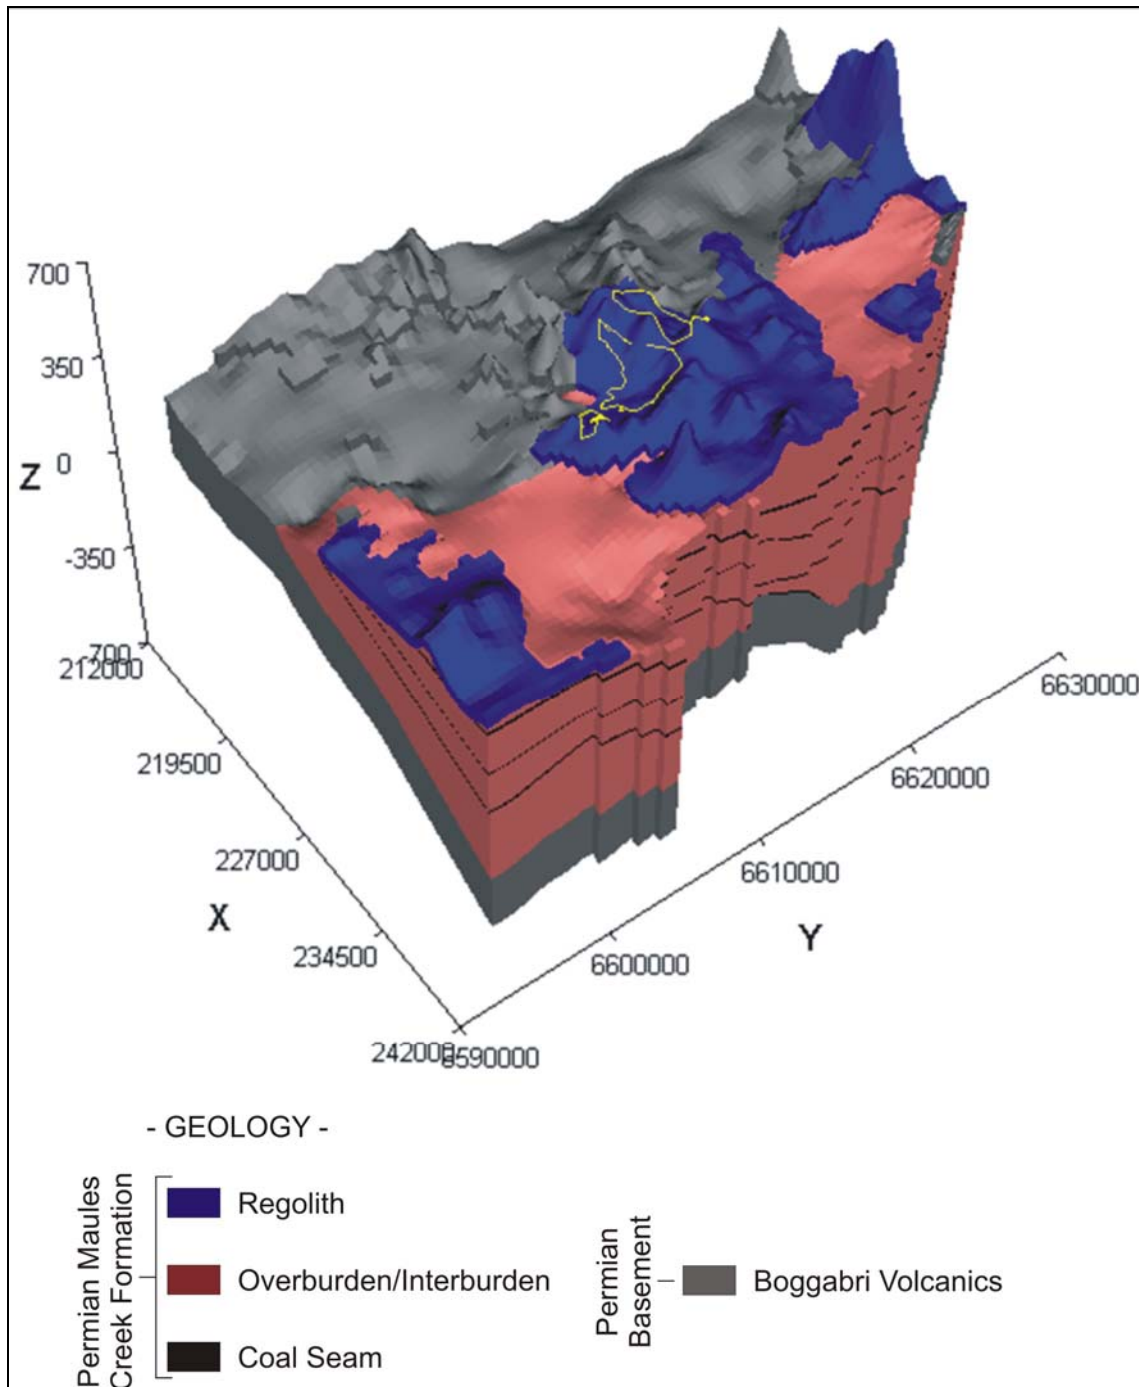 700
350
Z
0
-350
-700
212000
219500
227000
X
234500
242000
6590000
6600000
Y
6610000
6620000
6630000
- GEOLOGY -
Permian Maules
Creek Formation
Regolith
Overburden/Interburden
Coal Seam
Permian
Basement
Boggabri Volcanics